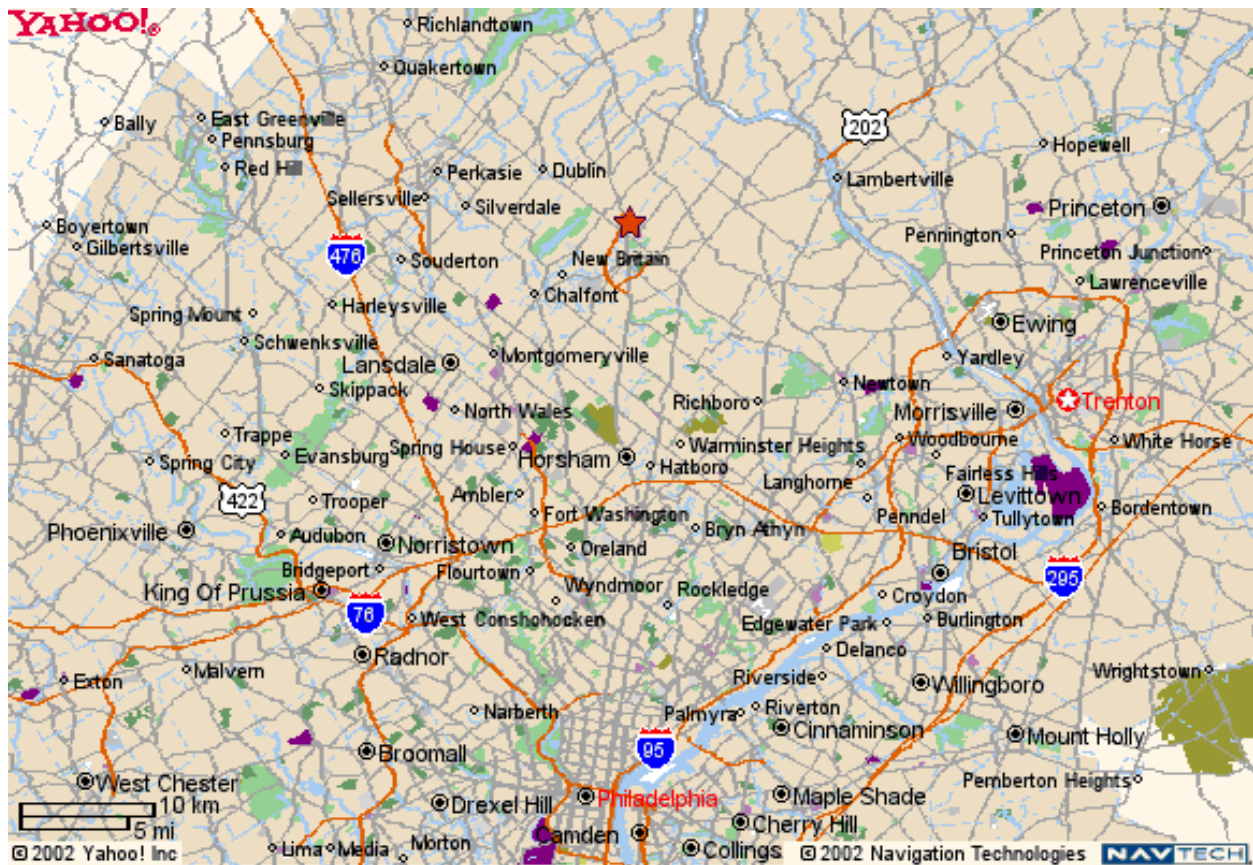 YAHOO!®
Richlandtown
Quakertown
Bally
East Greenville
Pennsburg
Red Hill
202
Hopewell
Perkasie
Dublin
Lambertville
Sellersville
Silverdale
Princeton
Boyertown
Gilbertsville
476
Souderton
New Britain
Pennington
Princeton Junction
Lawrenceville
Chalfont
Harleysville
Spring Mount
Ewing
Schwenksville
Sanatoga
Lansdale
Montgomeryville
Yardley
Skippack
Newtown
North Wales
Richboro
Morrisville
Trenton
Trappe
Spring House
Warminster Heights
Woodbourne
White Horse
Spring City
Evansburg
Horsham
Hatboro
Fairless Hills
Langhorne
Levittown
422
Trooper
Ambler
Fort Washington
Penndel
Tullytown
Bordentown
Phoenixville
Audubon
Norristown
Oreland
Bryn Athyn
Bristol
Bridgeport
Flourtown
Wyndmoor
Rockledge
295
King Of Prussia
76
West Conshohocken
Croydon
Edgewater Park
Burlington
Radnor
Delanco
Malvern
Exton
Riverside
Willingboro
Wrightstown
Narberth
Palmyra
Riverton
Cinnaminson
Broomall
95
Mount Holly
West Chester
Pemberton Heights
10 km
5 mi
Drexel Hill
Philadelphia
Maple Shade
Camden
Cherry Hill
Lima
Media
Morton
Collings
© 2002 Yahoo! Inc
© 2002 Navigation Technologies
NAVTECH